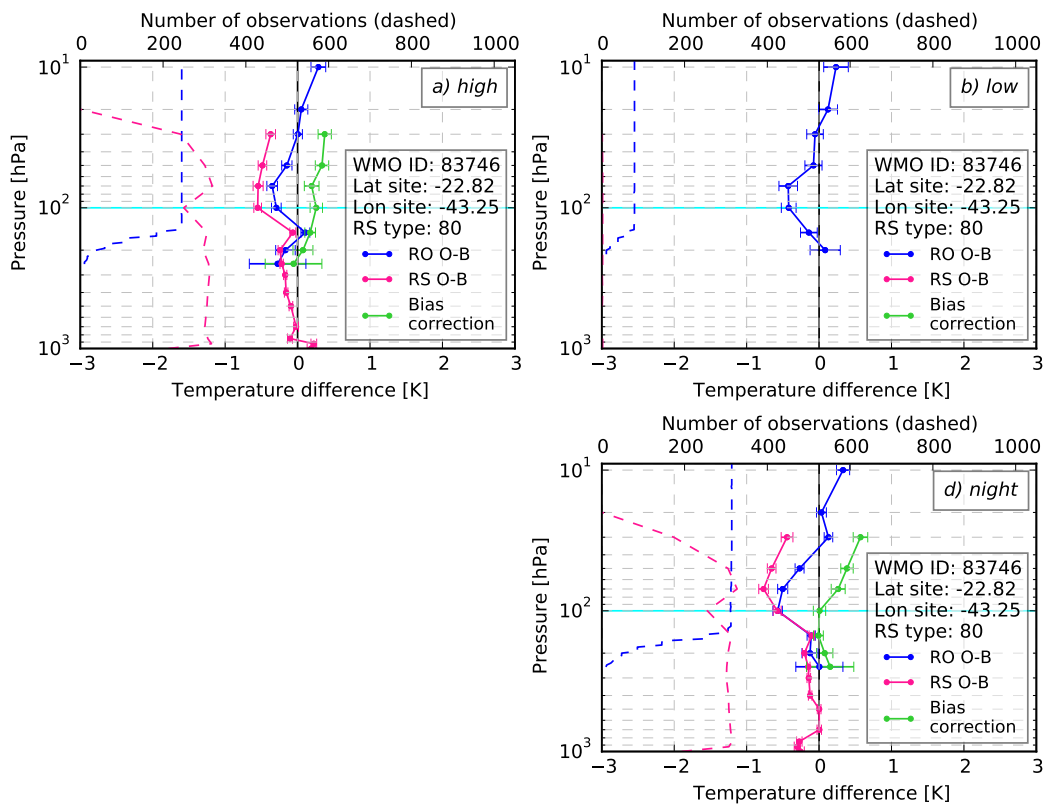 Number of observations (dashed)
0 200 400 600 800 1000
10¹
10²
10³
Pressure [hPa]
a) high
WMO ID: 83746
Lat site: -22.82
Lon site: -43.25
RS type: 80
RO O-B
RS O-B
Bias
correction
−3 −2 −1 0 1 2 3
Temperature difference [K]
Number of observations (dashed)
0 200 400 600 800 1000
10¹
10²
10³
Pressure [hPa]
b) low
WMO ID: 83746
Lat site: -22.82
Lon site: -43.25
RS type: 80
RO O-B
RS O-B
Bias
correction
−3 −2 −1 0 1 2 3
Temperature difference [K]
Number of observations (dashed)
0 200 400 600 800 1000
10¹
10²
10³
Pressure [hPa]
d) night
WMO ID: 83746
Lat site: -22.82
Lon site: -43.25
RS type: 80
RO O-B
RS O-B
Bias
correction
−3 −2 −1 0 1 2 3
Temperature difference [K]